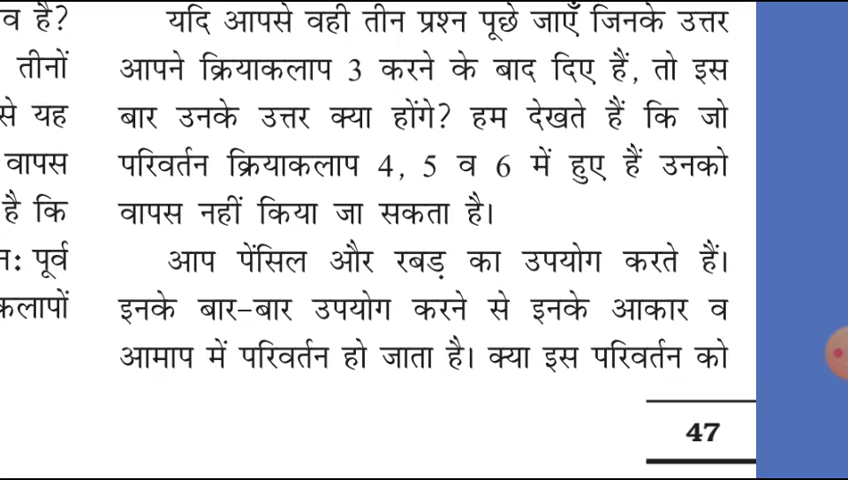 व है?
तीनों
से यह
वापस
है कि
न: पूर्व
कलापों
यदि आपसे वही तीन प्रश्न पूछे जाएँ जिनके उत्तर
आपने क्रियाकलाप 3 करने के बाद दिए हैं, तो इस
बार उनके उत्तर क्या होंगे? हम देखते हैं कि जो
परिवर्तन क्रियाकलाप 4, 5 व 6 में हुए हैं उनको
वापस नहीं किया जा सकता है।
आप पेंसिल और रबड़ का उपयोग करते हैं।
इनके बार-बार उपयोग करने से इनके आकार व
आमाप में परिवर्तन हो जाता है। क्या इस परिवर्तन को
47